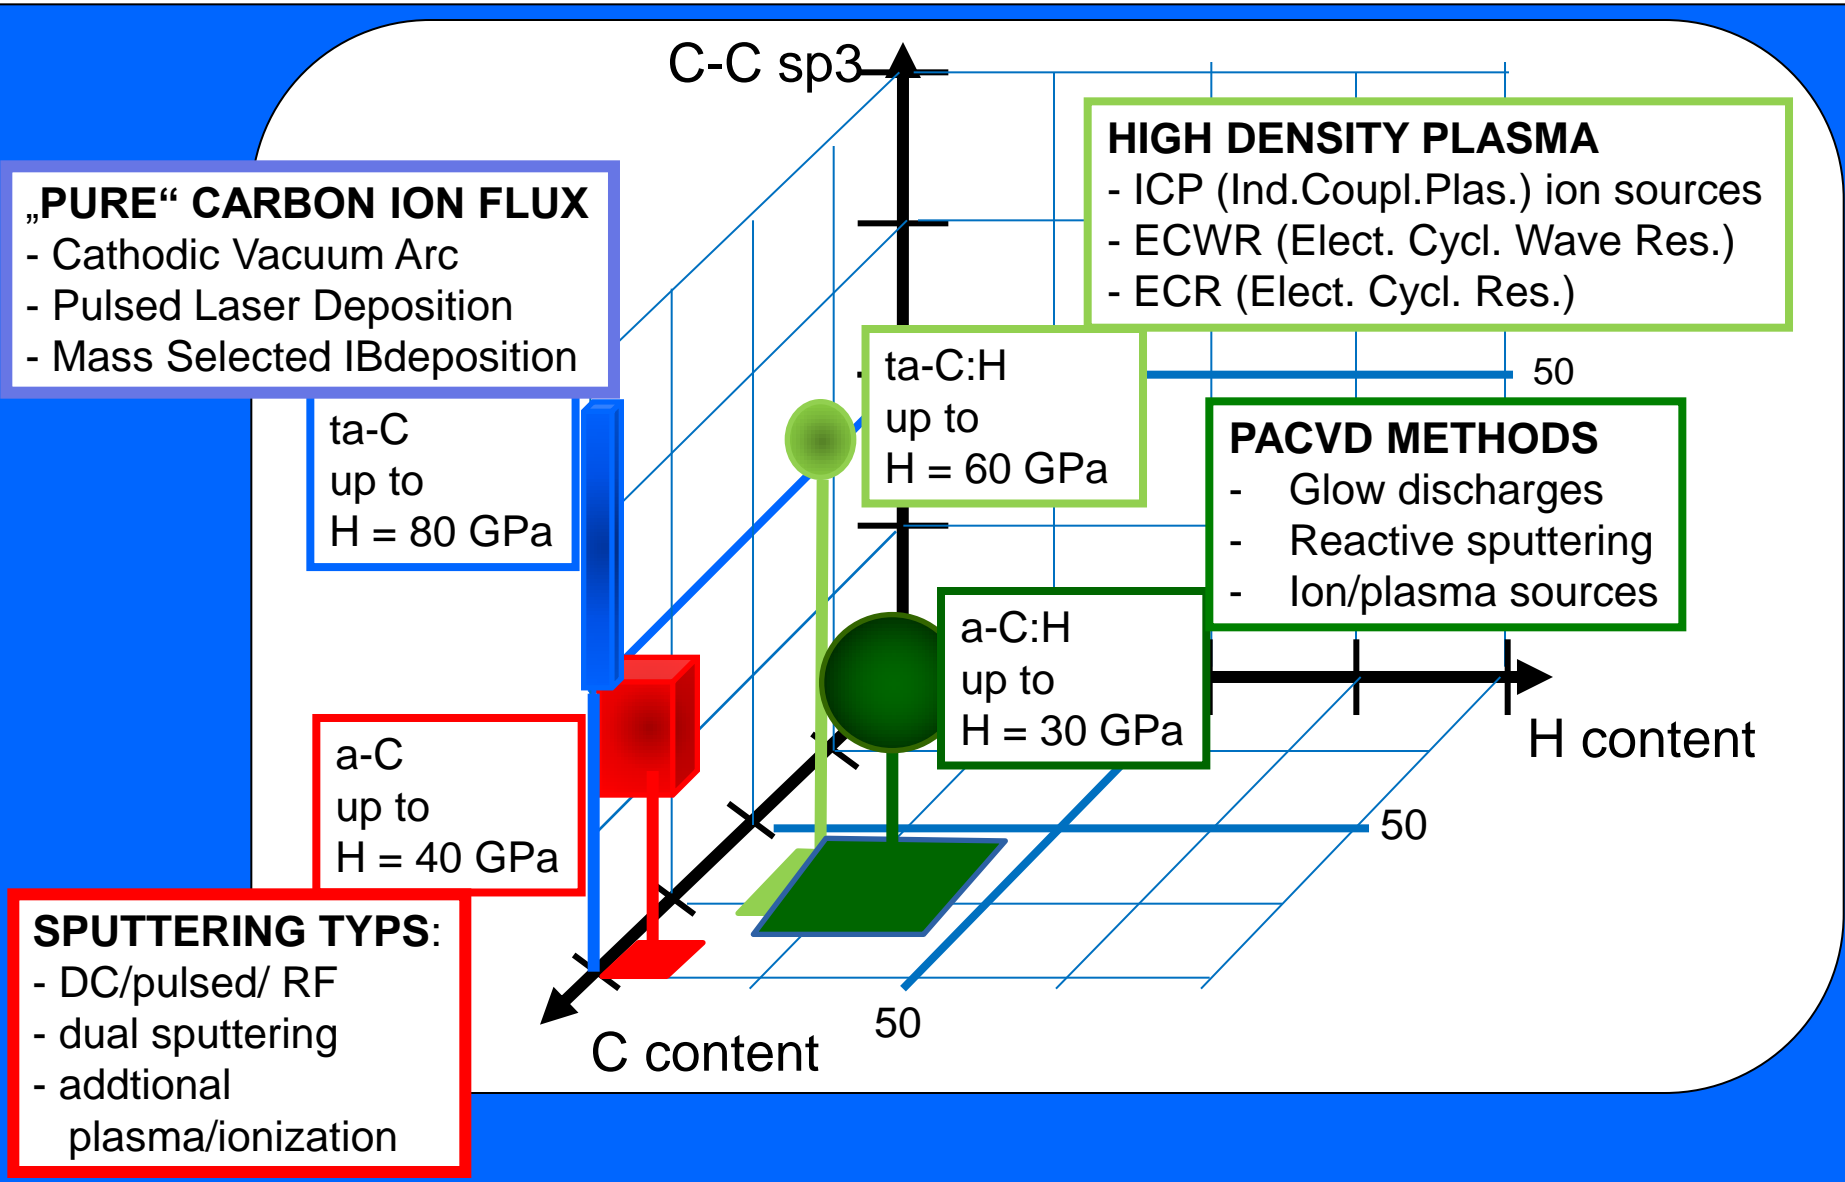 C-C sp3
HIGH DENSITY PLASMA
- ICP (Ind.Coupl.Plas.) ion sources
- ECWR (Elect. Cycl. Wave Res.)
- ECR (Elect. Cycl. Res.)
„PURE“ CARBON ION FLUX
- Cathodic Vacuum Arc
- Pulsed Laser Deposition
- Mass Selected IBdeposition
ta-C:H
up to
H = 60 GPa
50
ta-C
up to
H = 80 GPa
PACVD METHODS
- Glow discharges
- Reactive sputtering
- Ion/plasma sources
a-C:H
up to
H = 30 GPa
H content
a-C
up to
H = 40 GPa
50
SPUTTERING TYPS:
- DC/pulsed/ RF
- dual sputtering
- addtional
plasma/ionization
50
C content